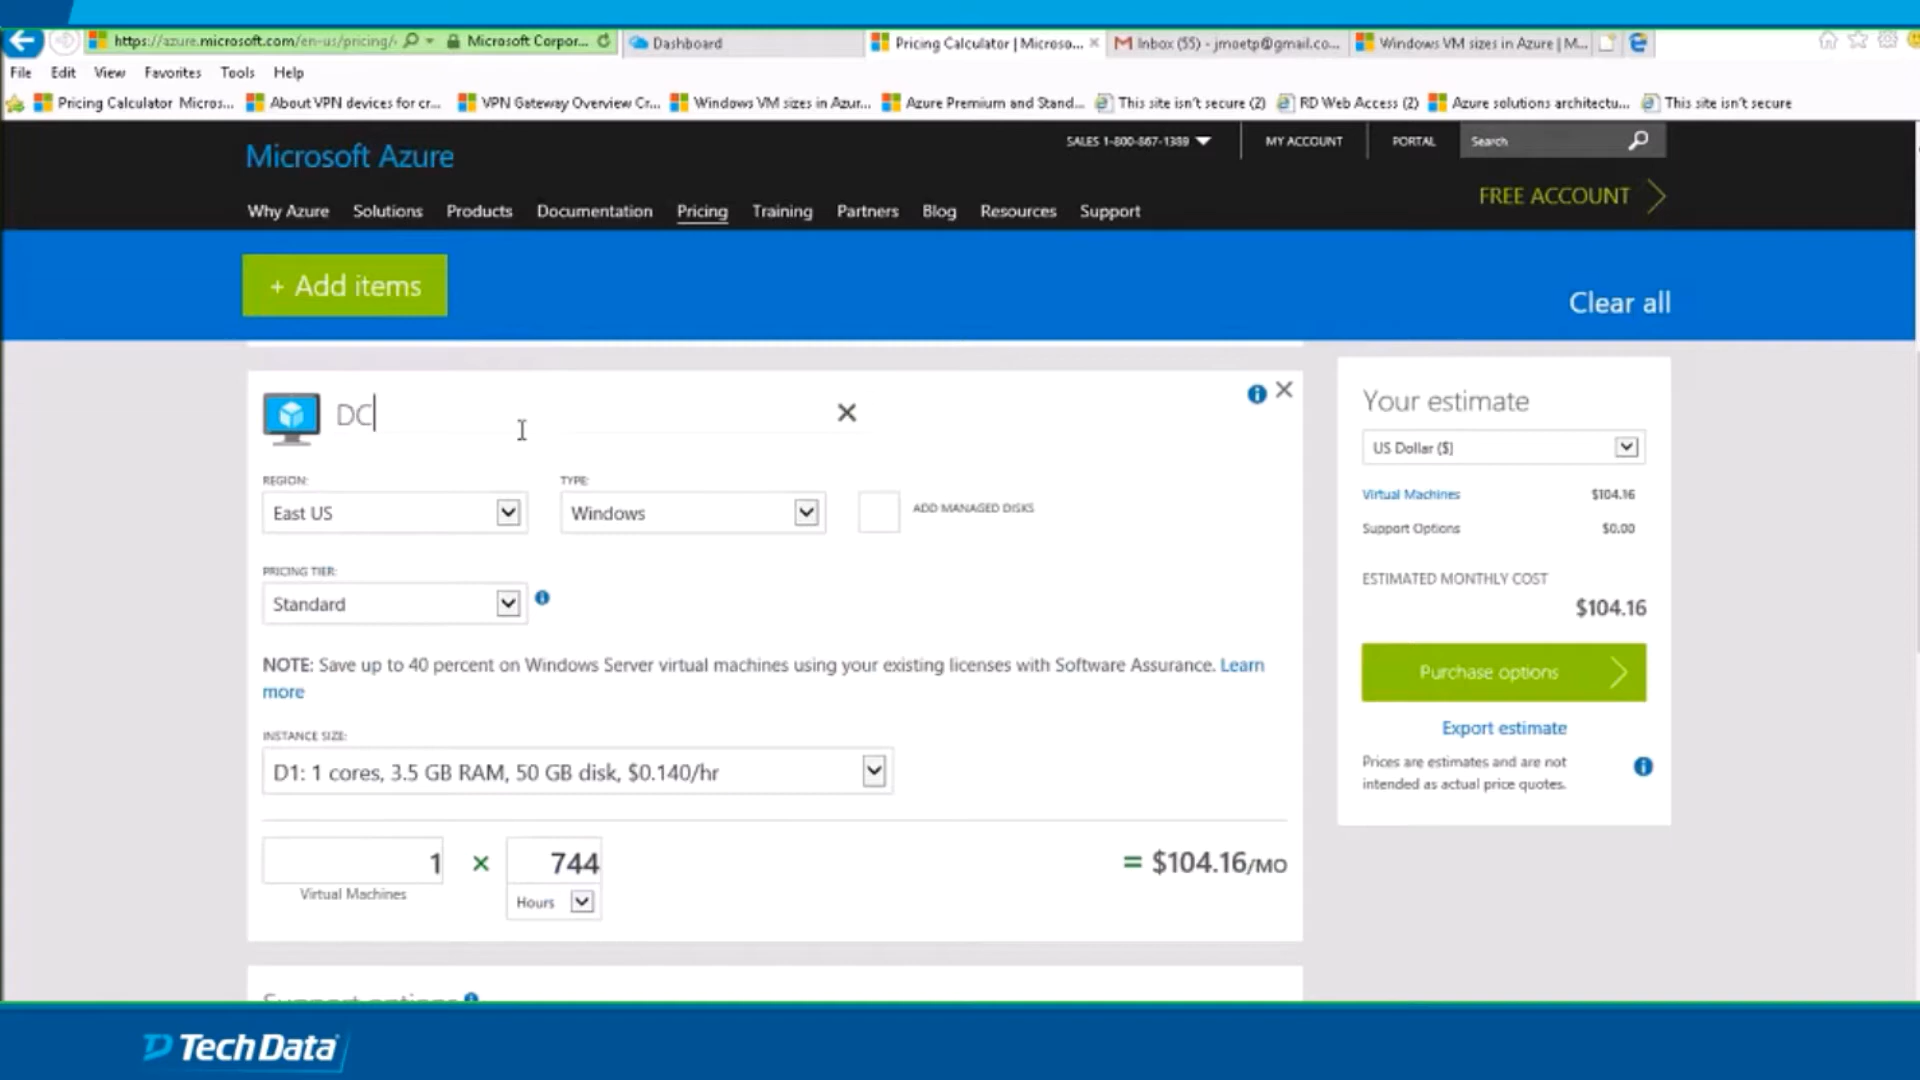 https://azure.microsoft.com/en-us/pricing/
Microsoft Corpor...
Dashboard
Pricing Calculator | Microso...
Inbox (55) - jmoetp@gmail.co...
Windows VM sizes in Azure | M...
File Edit View Favorites Tools Help
Pricing Calculator Micros...
About VPN devices for cr...
VPN Gateway Overview Cr...
Windows VM sizes in Azur...
Azure Premium and Stand...
This site isn't secure (2)
RD Web Access (2)
Azure solutions architectu...
This site isn't secure
SALES 1-800-867-1389
MY ACCOUNT
PORTAL
Search
Microsoft Azure
FREE ACCOUNT
Why Azure Solutions Products Documentation Pricing Training Partners Blog Resources Support
+ Add items
Clear all
DC
REGION:
East US
TYPE:
Windows
ADD MANAGED DISKS
PRICING TIER:
Standard
NOTE: Save up to 40 percent on Windows Server virtual machines using your existing licenses with Software Assurance. Learn
more
INSTANCE SIZE:
D1: 1 cores, 3.5 GB RAM, 50 GB disk, $0.140/hr
1 × 744 = $104.16/MO
Virtual Machines
Hours
Support options
Your estimate
US Dollar ($)
Virtual Machines $104.16
Support Options $0.00
ESTIMATED MONTHLY COST
$104.16
Purchase options
Export estimate
Prices are estimates and are not
intended as actual price quotes.
Tech Data